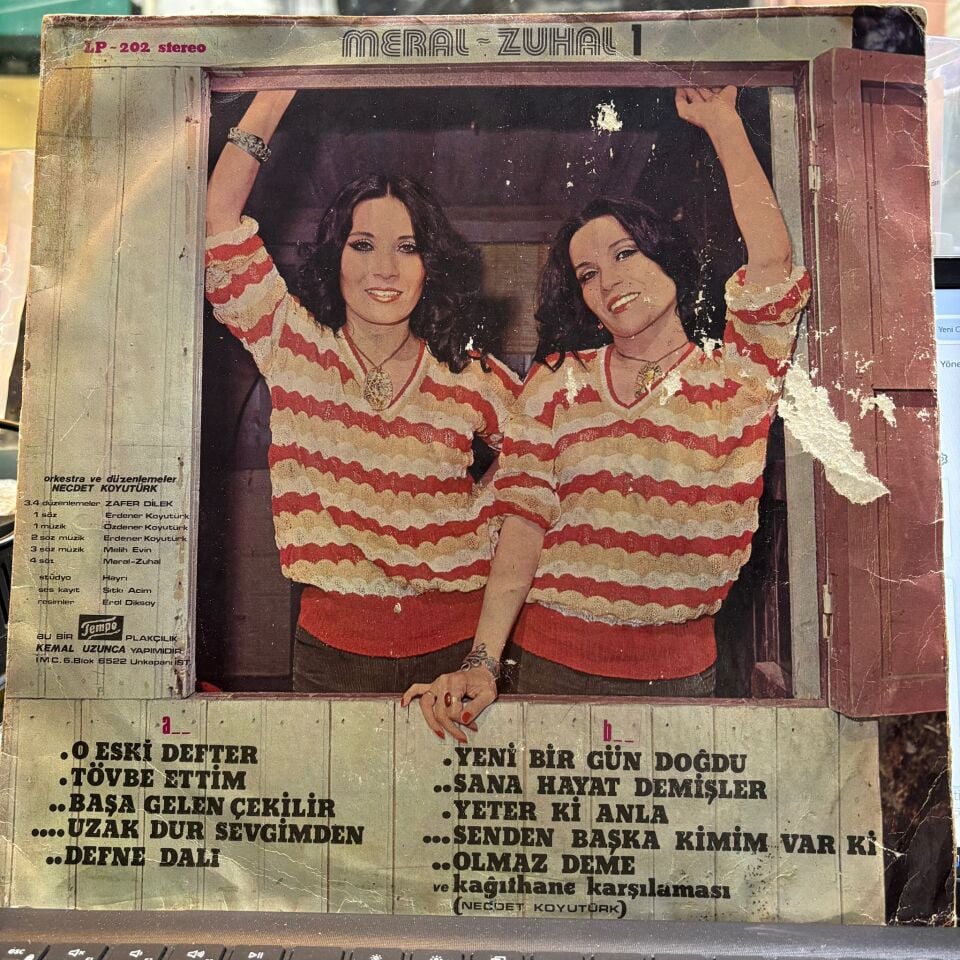 LP-202 stereo
MERAL-ZUHAL 1
orkestra ve düzenlemeler
NECDET KOYUTÜRK
3.4 düzenlemeler ZAFER DİLEK
1 söz Erdener Koyutürk
1 müzik Özdener Koyutürk
2 söz müzik Erdener Koyutürk
3 söz müzik Melih Evin
4 söz Meral-Zuhal
stüdyo Hayri
ses kayıt Sıtkı Acim
resimler Erol Diksoy
BU BİR Tempo PLAKÇILIK
KEMAL UZUNCA YAPIMIDIR
İMC. 6.Blok 6522 Unkapanı İST.
a__
.O ESKİ DEFTER
.TÖVBE ETTİM
..BAŞA GELEN ÇEKİLİR
....UZAK DUR SEVGİMDEN
..DEFNE DALI
b__
.YENİ BİR GÜN DOĞDU
..SANA HAYAT DEMİŞLER
.YETER Kİ ANLA
...SENDEN BAŞKA KİMİM VAR Kİ
..OLMAZ DEME
ve kağıthane karşılaması
(NECDET KOYUTÜRK)
Yeni
esc